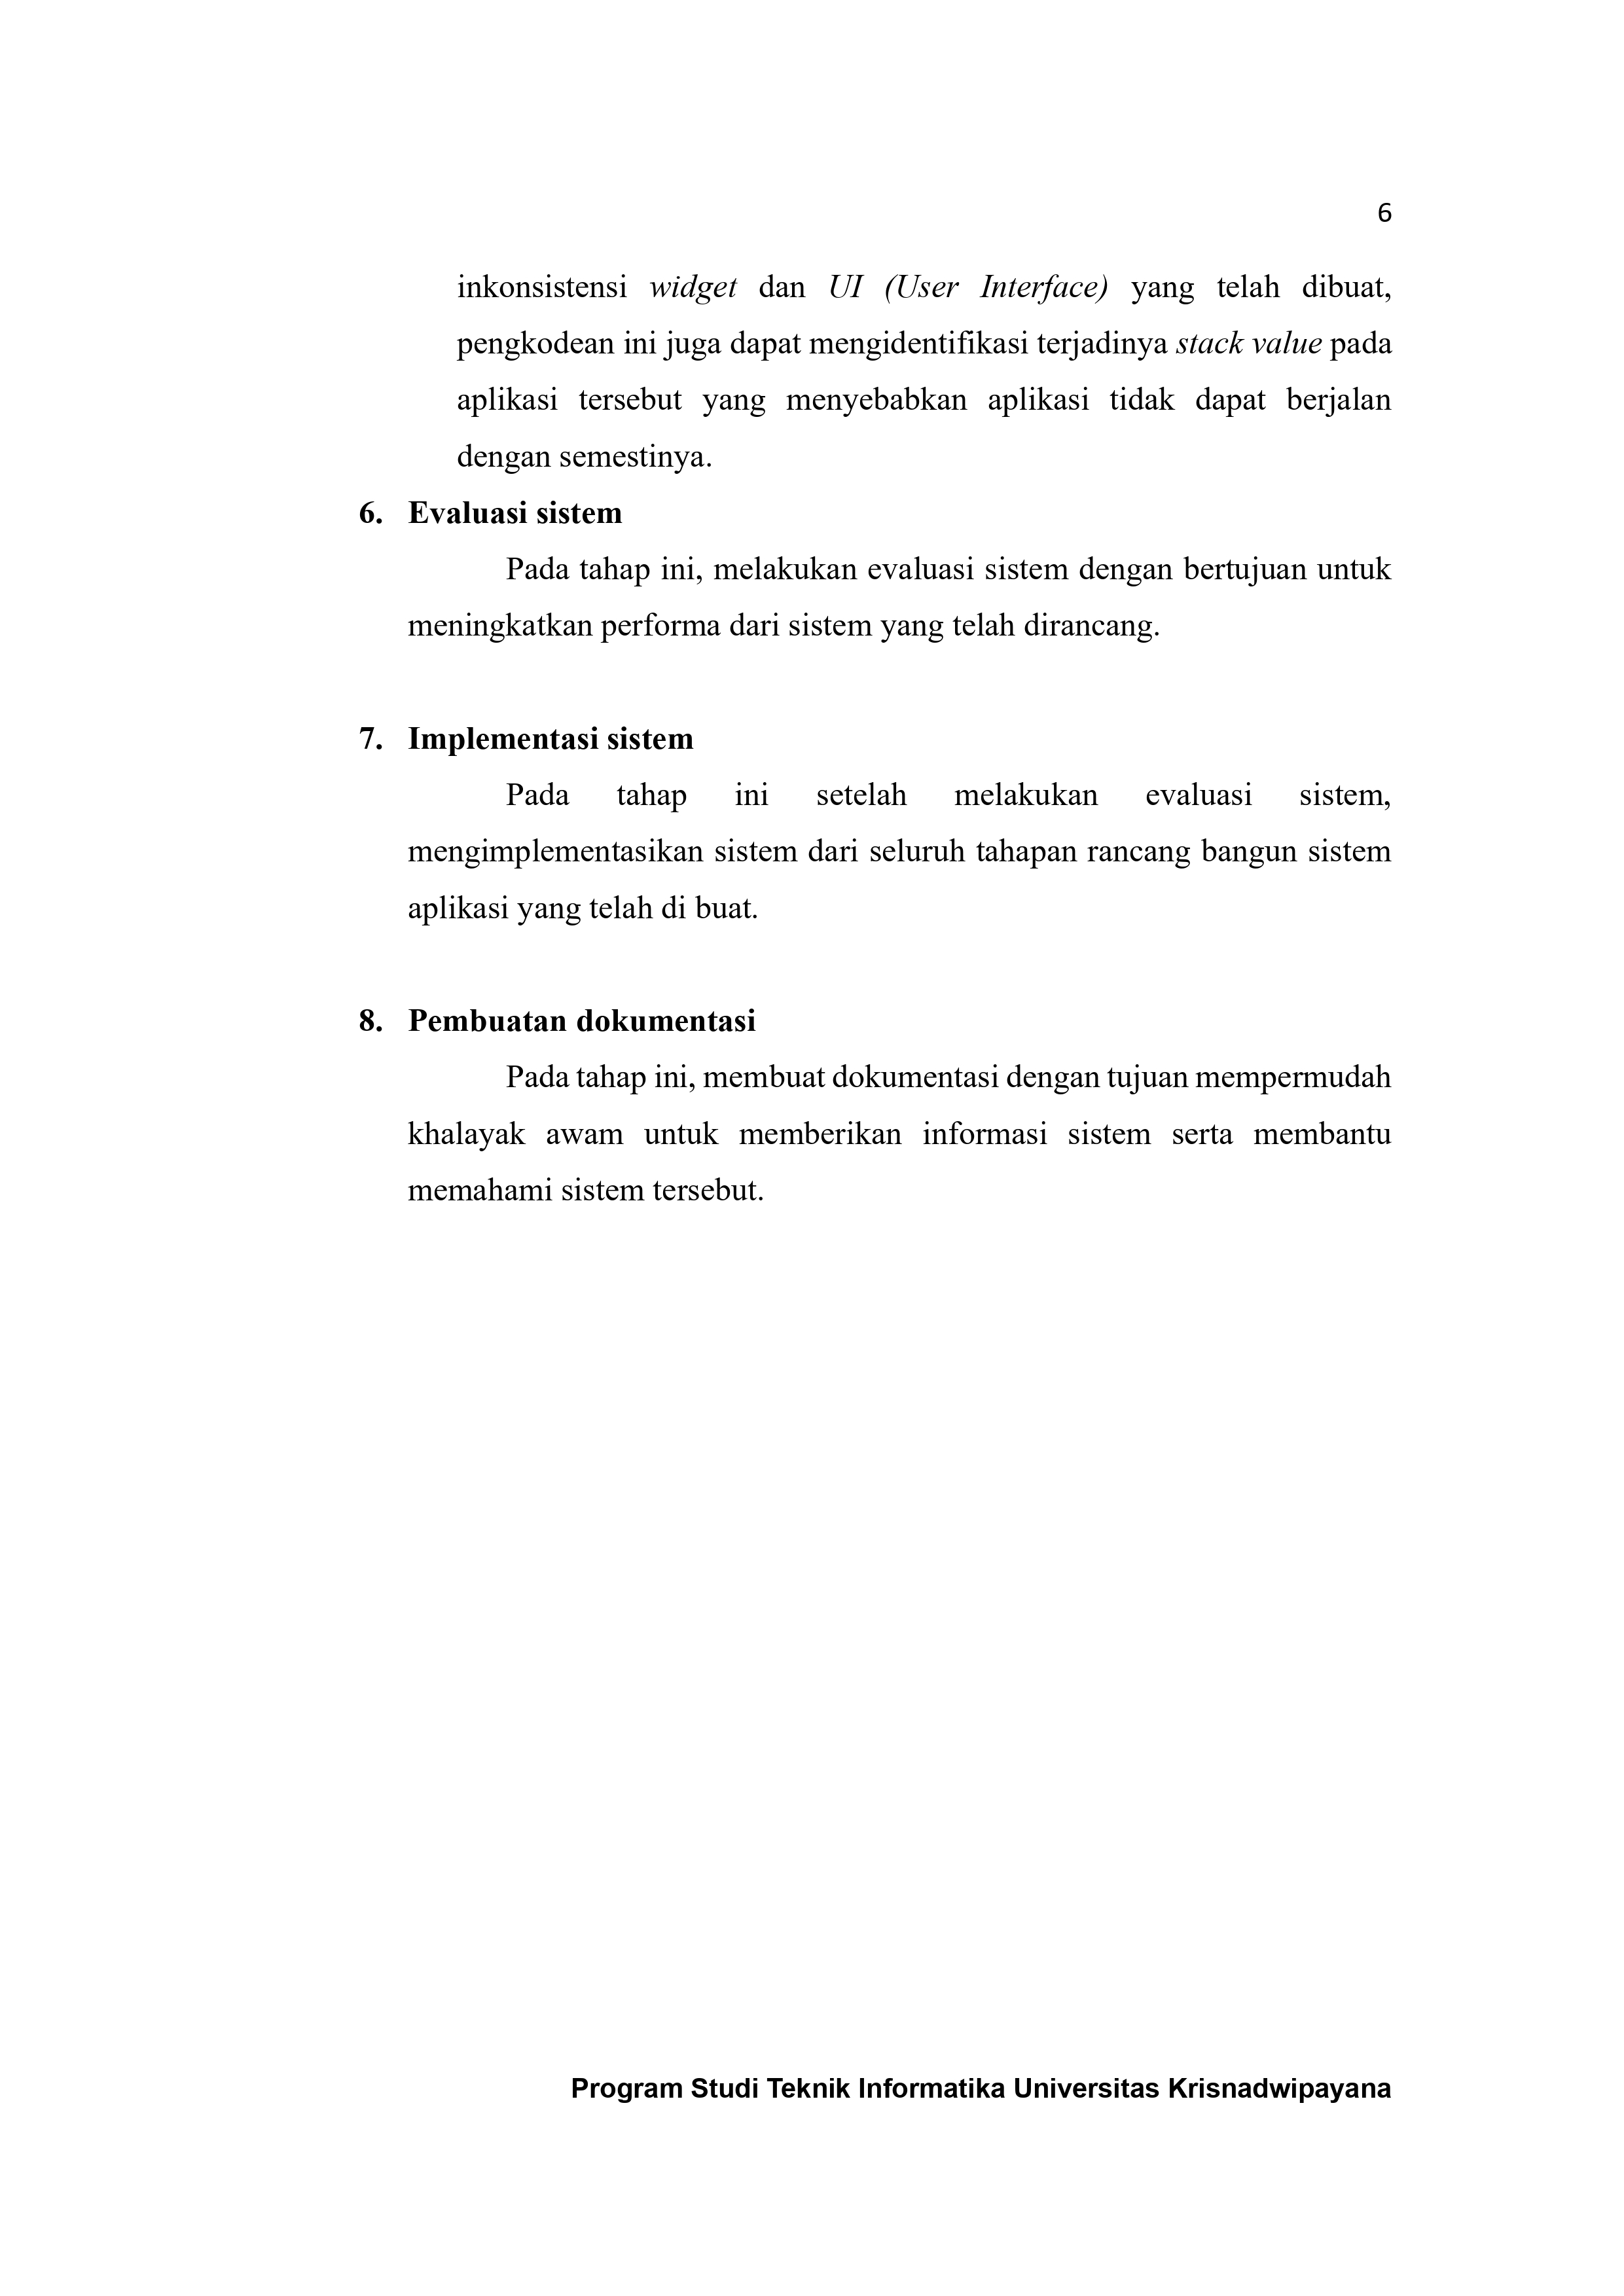 6
inkonsistensi widget dan UI (User Interface) yang telah dibuat,
pengkodean ini juga dapat mengidentifikasi terjadinya stack value pada
aplikasi tersebut yang menyebabkan aplikasi tidak dapat berjalan
dengan semestinya.
6. Evaluasi sistem
Pada tahap ini, melakukan evaluasi sistem dengan bertujuan untuk
meningkatkan performa dari sistem yang telah dirancang.
7. Implementasi sistem
Pada tahap ini setelah melakukan evaluasi sistem,
mengimplementasikan sistem dari seluruh tahapan rancang bangun sistem
aplikasi yang telah di buat.
8. Pembuatan dokumentasi
Pada tahap ini, membuat dokumentasi dengan tujuan mempermudah
khalayak awam untuk memberikan informasi sistem serta membantu
memahami sistem tersebut.
Program Studi Teknik Informatika Universitas Krisnadwipayana